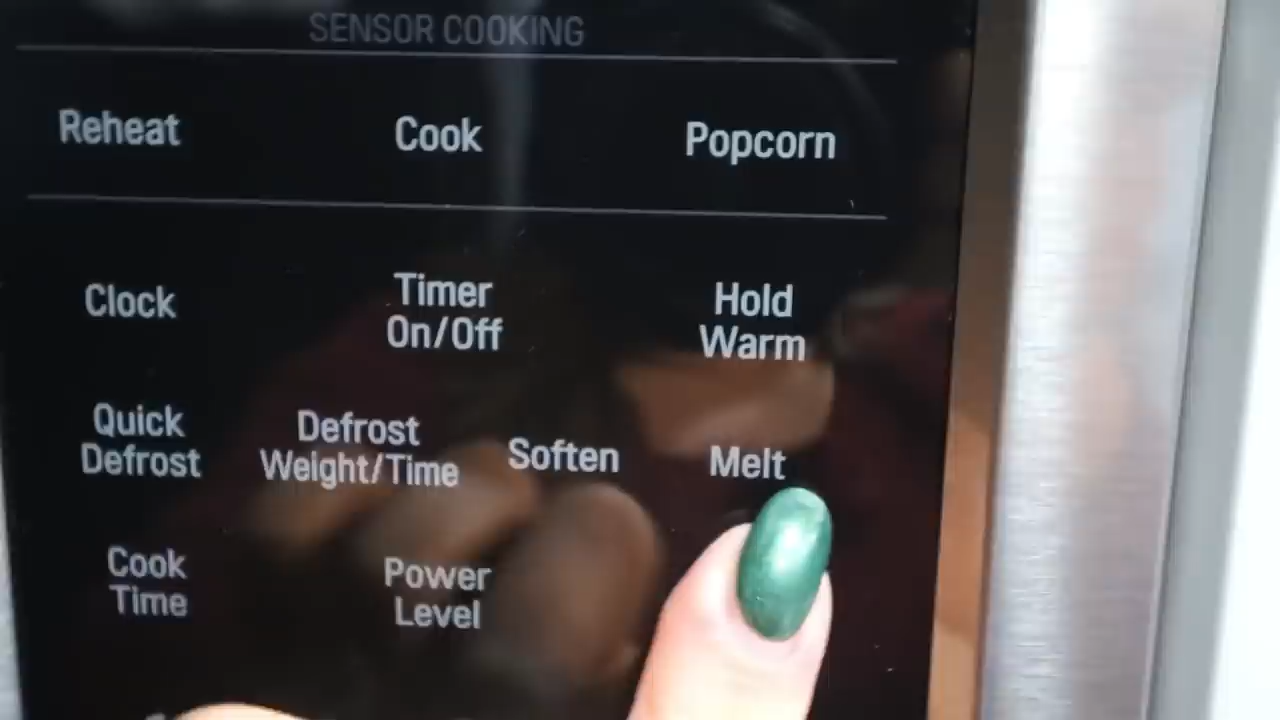 SENSOR COOKING
Reheat Cook Popcorn
Clock
Timer
On/Off
Hold
Warm
Quick
Defrost
Defrost
Weight/Time
Soften
Melt
Cook
Time
Power
Level